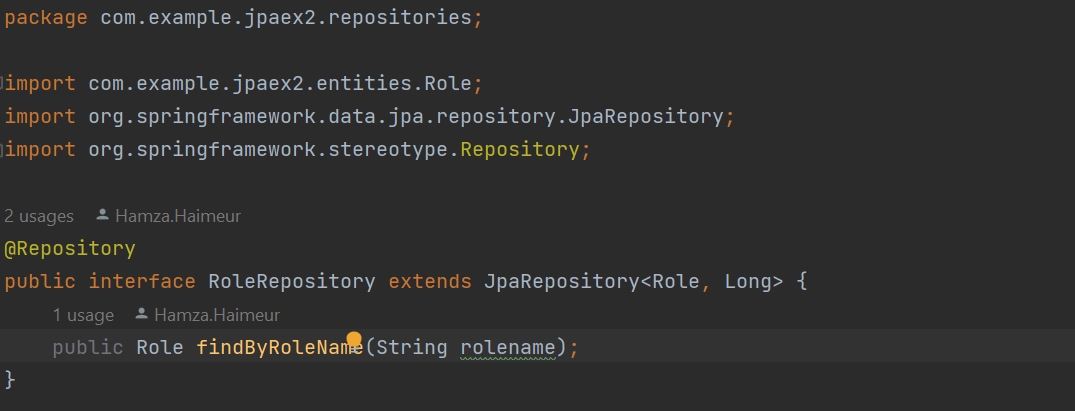 package com.example.jpaex2.repositories;
import com.example.jpaex2.entities.Role;
import org.springframework.data.jpa.repository.JpaRepository;
import org.springframework.stereotype.Repository;
2 usages Hamza.Haimeur
@Repository
public interface RoleRepository extends JpaRepository<Role, Long> {
1 usage Hamza.Haimeur
public Role findByRoleName(String rolename);
}